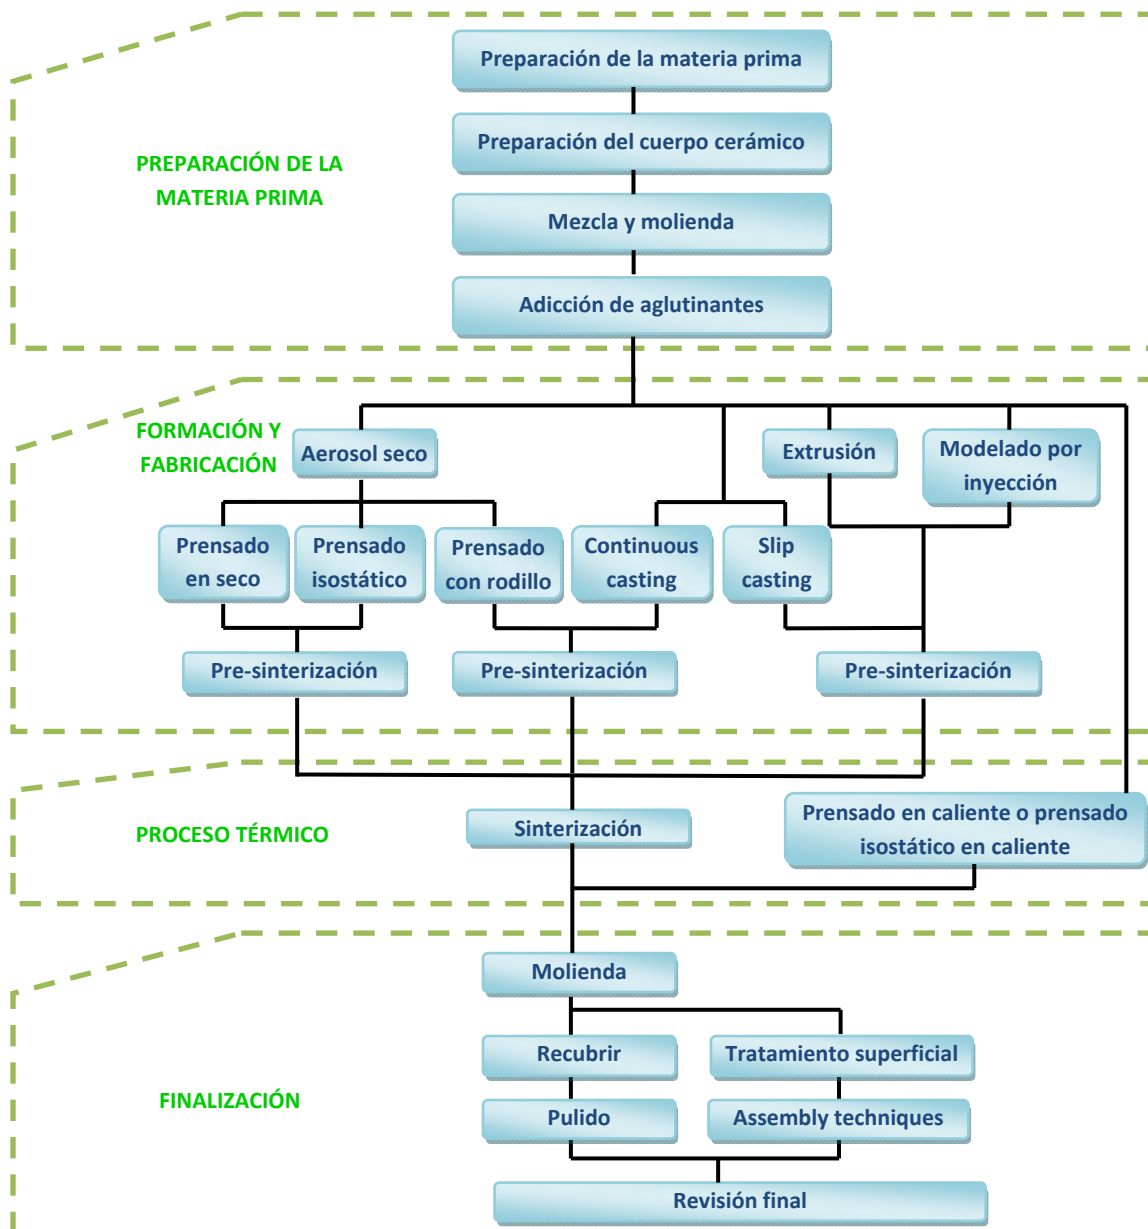 Preparación de la materia prima
Preparación del cuerpo cerámico
PREPARACIÓN DE LA
MATERIA PRIMA
Mezcla y molienda
Adicción de aglutinantes
FORMACIÓN Y
FABRICACIÓN
Aerosol seco
Extrusión
Modelado por
inyección
Prensado
en seco
Prensado
isostático
Prensado
con rodillo
Continuous
casting
Slip
casting
Pre-sinterización
Pre-sinterización
Pre-sinterización
PROCESO TÉRMICO
Sinterización
Prensado en caliente o prensado
isostático en caliente
Molienda
Recubrir
Tratamiento superficial
FINALIZACIÓN
Pulido
Assembly techniques
Revisión final